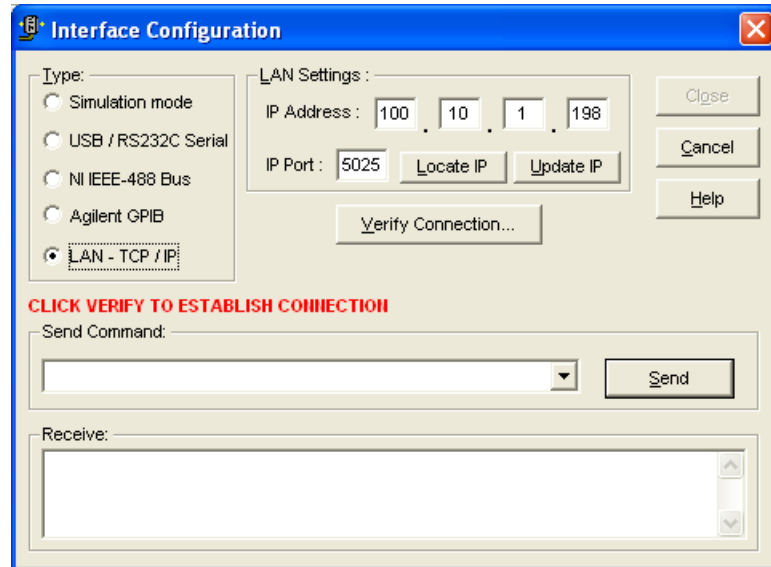 Interface Configuration
Type:
Simulation mode
USB / RS232C Serial
NI IEEE-488 Bus
Agilent GPIB
LAN - TCP / IP
LAN Settings :
IP Address : 100 . 10 . 1 . 198
IP Port : 5025 Locate IP Update IP
Verify Connection...
Close
Cancel
Help
CLICK VERIFY TO ESTABLISH CONNECTION
Send Command:
Send
Receive: